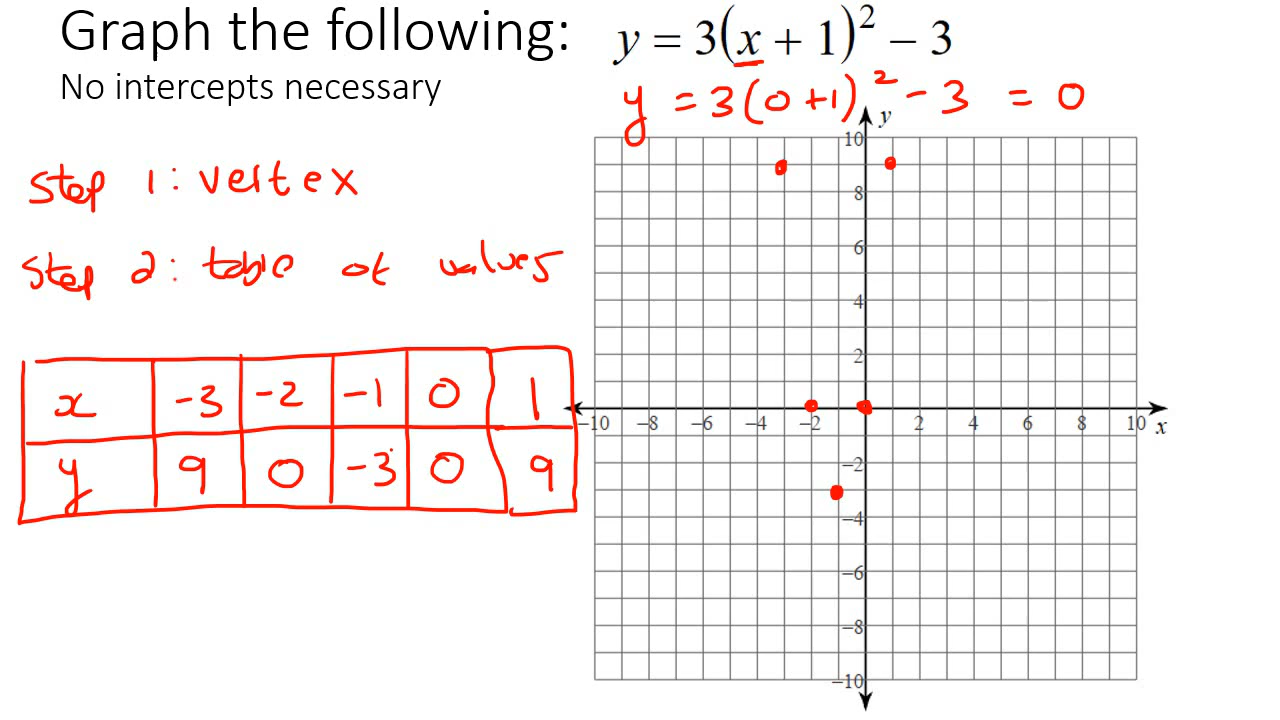 Graph the following: y = 3(x + 1)² − 3
No intercepts necessary
y = 3(0+1)² - 3 = 0
Step 1: vertex
Step 2: table of values
x -3 -2 -1 0 1
y 9 0 -3 0 9
y
10
8
6
4
2
−10 −8 −6 −4 −2 2 4 6 8 10 x
−2
−4
−6
−8
−10